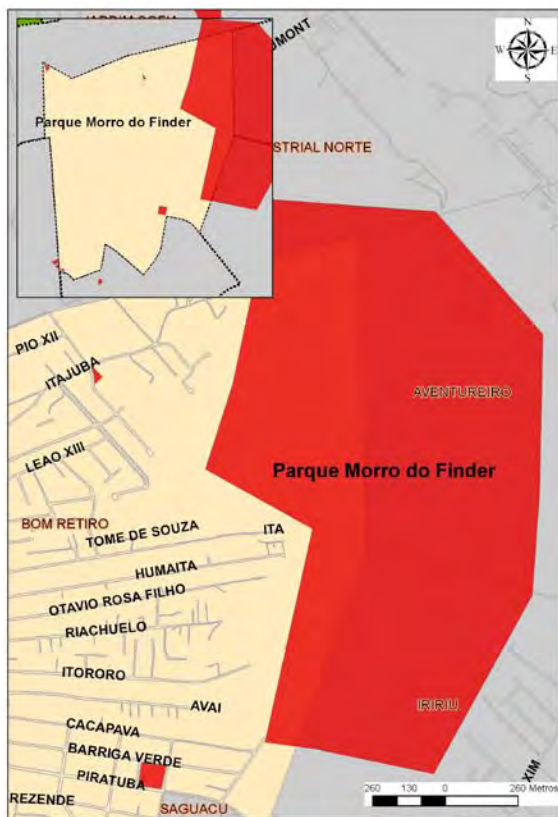 N
W E
S
Parque Morro do Finder
STRIAL NORTE
PIO XII
ITAJUBA
AVENTUREIRO
LEAO XIII
Parque Morro do Finder
BOM RETIRO
TOME DE SOUZA
ITA
HUMAITA
OTAVIO ROSA FILHO
RIACHUELO
ITORORO
AVAI
IRIRIU
CACAPAVA
BARRIGA VERDE
PIRATUBA
XIM
REZENDE
SAGUACU
260 130 0 260 Metros